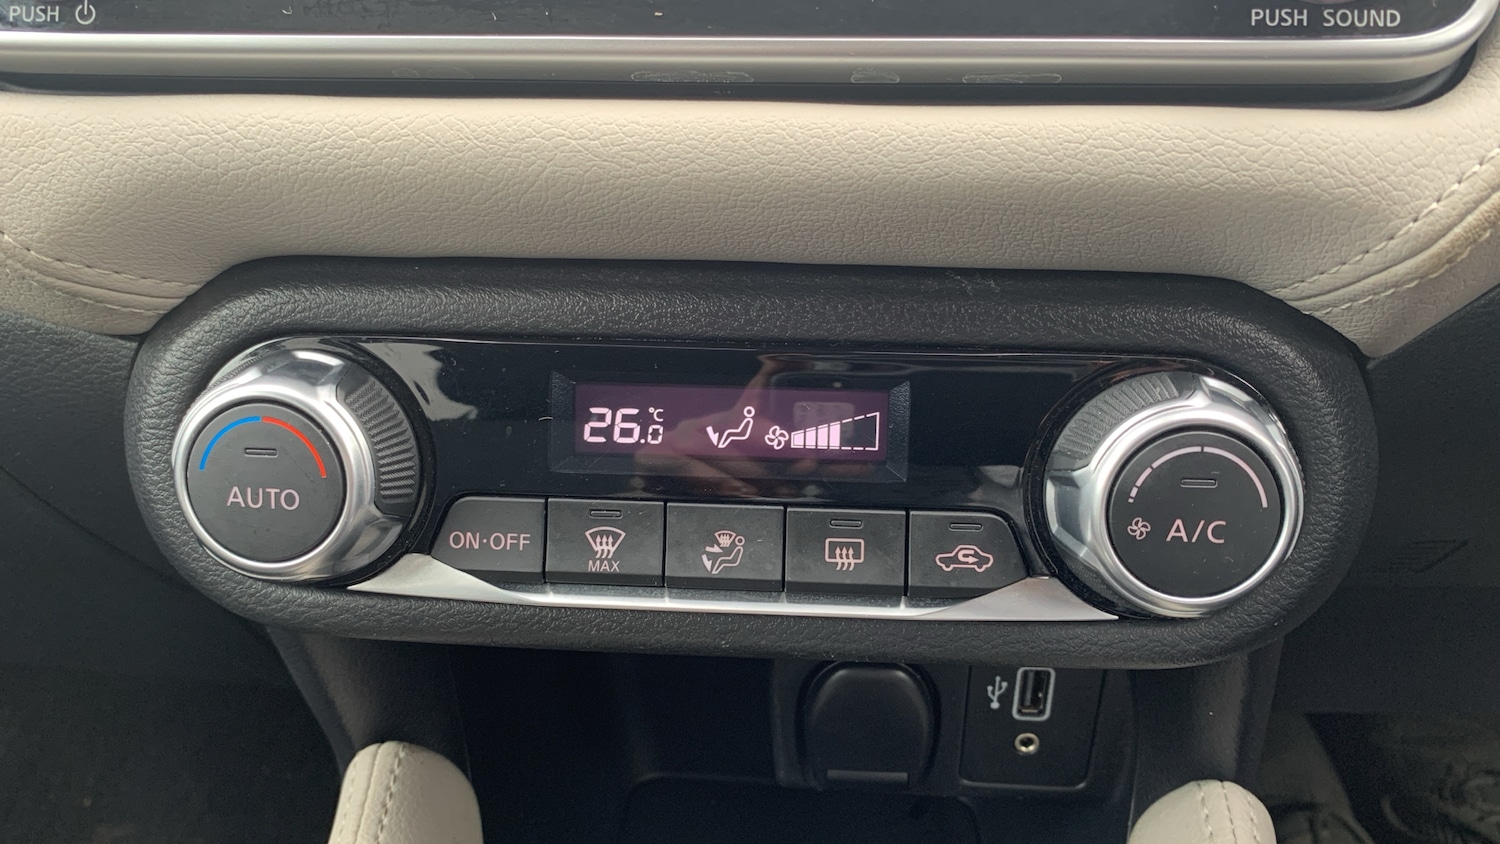 PUSH
PUSH SOUND
26.0 °C
AUTO
ON·OFF
MAX
A/C